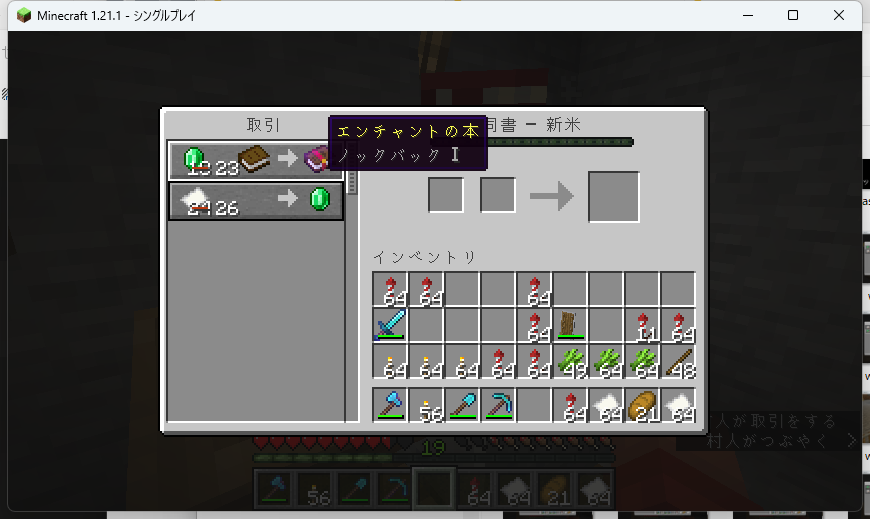 Minecraft 1.21.1 - シングルプレイ
取引
司書 - 新米
エンチャントの本
ノックバック I
23
26
インベントリ
64 64 64
64 11 64
64 64 64 64 64 49 64 64 48
56 64 64 21 64
人が取引をする
村人がつぶやく >
19
56 64 64 21 64